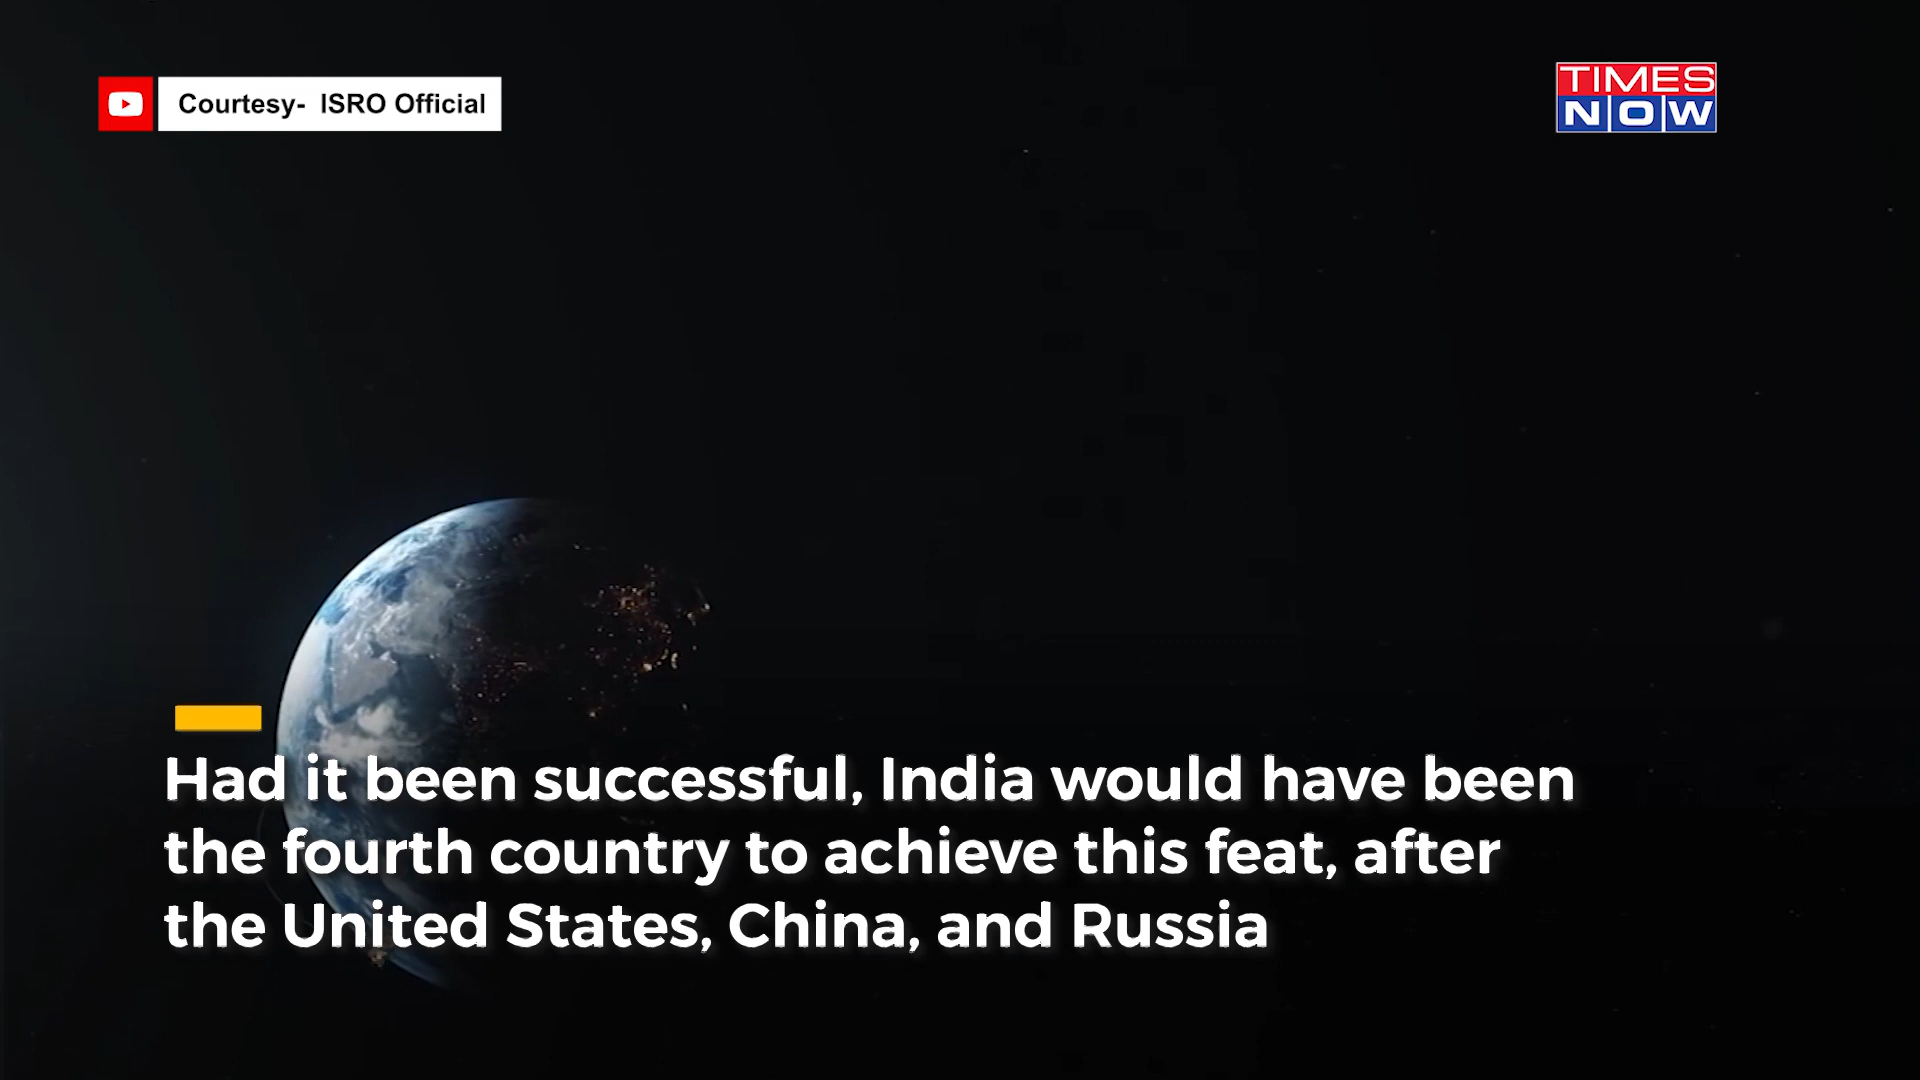 Courtesy- ISRO Official
TIMES
NOW
Had it been successful, India would have been
the fourth country to achieve this feat, after
the United States, China, and Russia